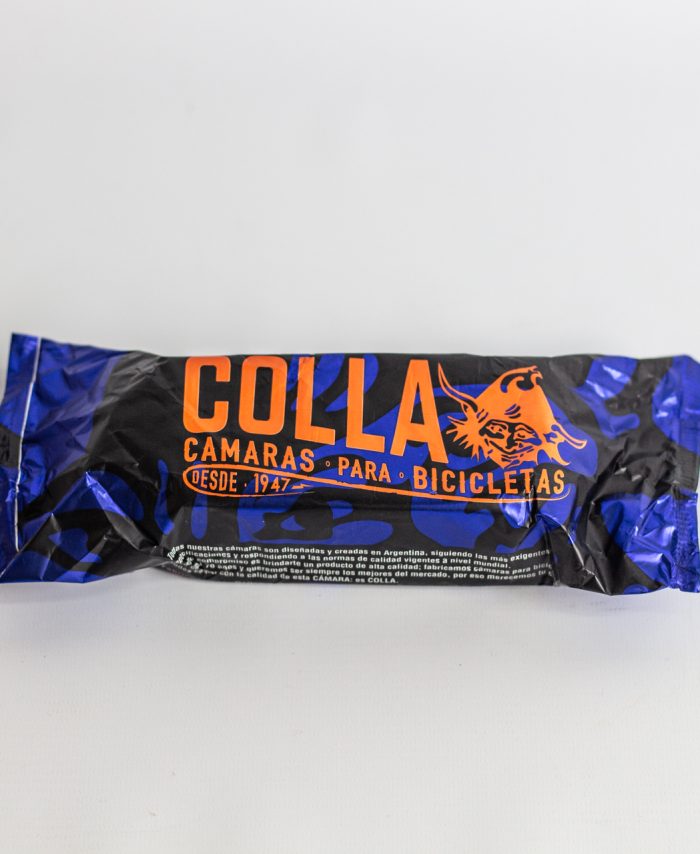 COLLA
CAMARAS PARA BICICLETAS
DESDE · 1947
nuestras cámaras son diseñadas y creadas en Argentina, siguiendo las más exigentes
y respondiendo a las normas de calidad vigentes a nivel mundial.
es brindarte un producto de alta calidad; fabricamos cámaras para
y queremos ser siempre los mejores del mercado, por eso merecemos tu
con la calidad de esta CÁMARA: es COLLA.